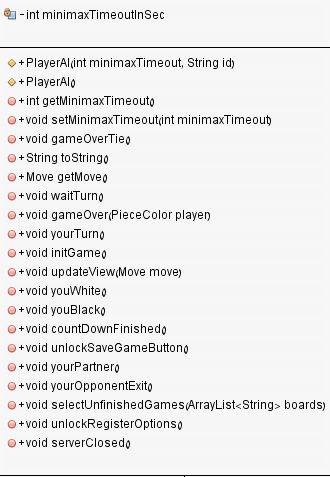 -int minimaxTimeoutInSec
+PlayerAI(int minimaxTimeout, String id)
+PlayerAI()
+int getMinimaxTimeout()
+void setMinimaxTimeout(int minimaxTimeout)
+void gameOverTie()
+String toString()
+Move getMove()
+void waitTurn()
+void gameOver(PieceColor player)
+void yourTurn()
+void initGame()
+void updateView(Move move)
+void youWhite()
+void youBlack()
+void countDownFinished()
+void unlockSaveGameButton()
+void yourPartner()
+void yourOpponentExit()
+void selectUnfinishedGames(ArrayList<String> boards)
+void unlockRegisterOptions()
+void serverClosed()